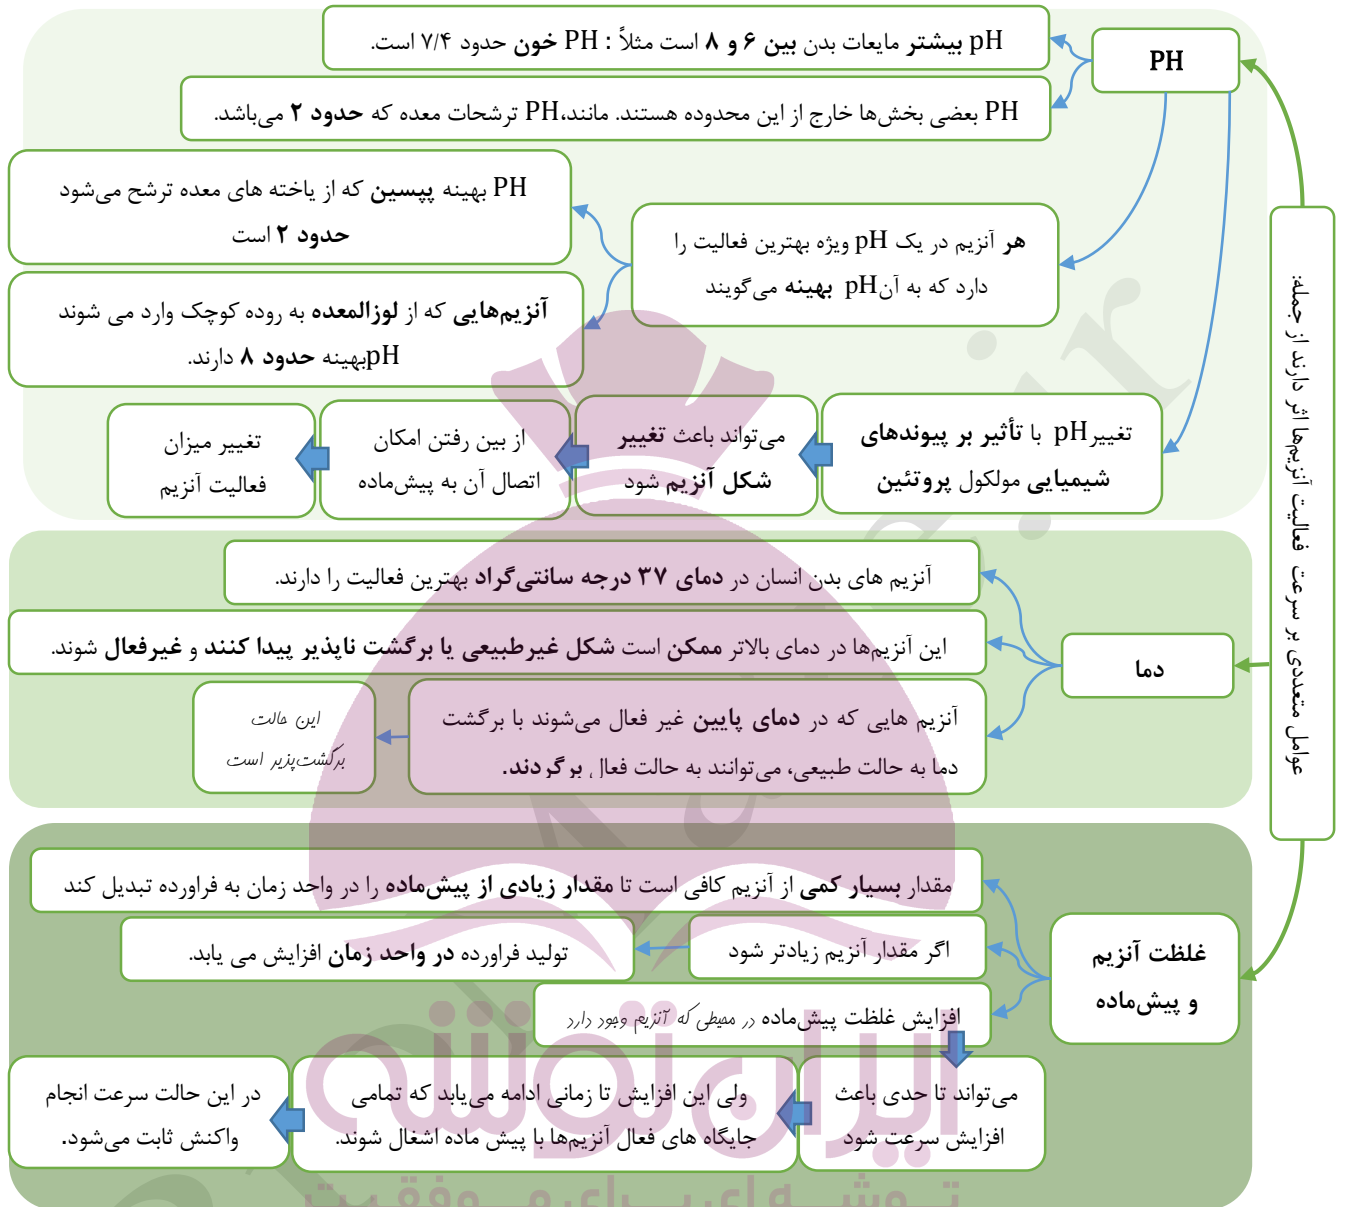 عوامل متعددی بر سرعت فعالیت آنزیم‌ها اثر دارند از جمله:
PH
pH بیشتر مایعات بدن بین ۶ و ۸ است مثلاً : PH خون حدود ۷/۴ است.
PH بعضی بخش‌ها خارج از این محدوده هستند. مانند،PH ترشحات معده که حدود ۲ می‌باشد.
هر آنزیم در یک pH ویژه بهترین فعالیت را
دارد که به آنpH بهینه می‌گویند
PH بهینه پپسین که از یاخته های معده ترشح می‌شود
حدود ۲ است
آنزیم‌هایی که از لوزالمعده به روده کوچک وارد می شوند
pHبهینه حدود ۸ دارند.
تغییرpH با تأثیر بر پیوندهای
شیمیایی مولکول پروتئین
می‌تواند باعث تغییر
شکل آنزیم شود
از بین رفتن امکان
اتصال آن به پیش‌ماده
تغییر میزان
فعالیت آنزیم
دما
آنزیم های بدن انسان در دمای ۳۷ درجه سانتی‌گراد بهترین فعالیت را دارند.
این آنزیم‌ها در دمای بالاتر ممکن است شکل غیرطبیعی یا برگشت ناپذیر پیدا کنند و غیرفعال شوند.
آنزیم هایی که در دمای پایین غیر فعال می‌شوند با برگشت
دما به حالت طبیعی، می‌توانند به حالت فعال برگردند.
این حالت
برگشت‌پزیر است
غلظت آنزیم
و پیش‌ماده
مقدار بسیار کمی از آنزیم کافی است تا مقدار زیادی از پیش‌ماده را در واحد زمان به فراورده تبدیل کند
اگر مقدار آنزیم زیادتر شود
تولید فراورده در واحد زمان افزایش می یابد.
افزایش غلظت پیش‌ماده در محیطی که آنزیم وجود دارد
می‌تواند تا حدی باعث
افزایش سرعت شود
ولی این افزایش تا زمانی ادامه می‌یابد که تمامی
جایگاه های فعال آنزیم‌ها با پیش ماده اشغال شوند.
در این حالت سرعت انجام
واکنش ثابت می‌شود.
ایران توشه
توشه ای برای موفقیت